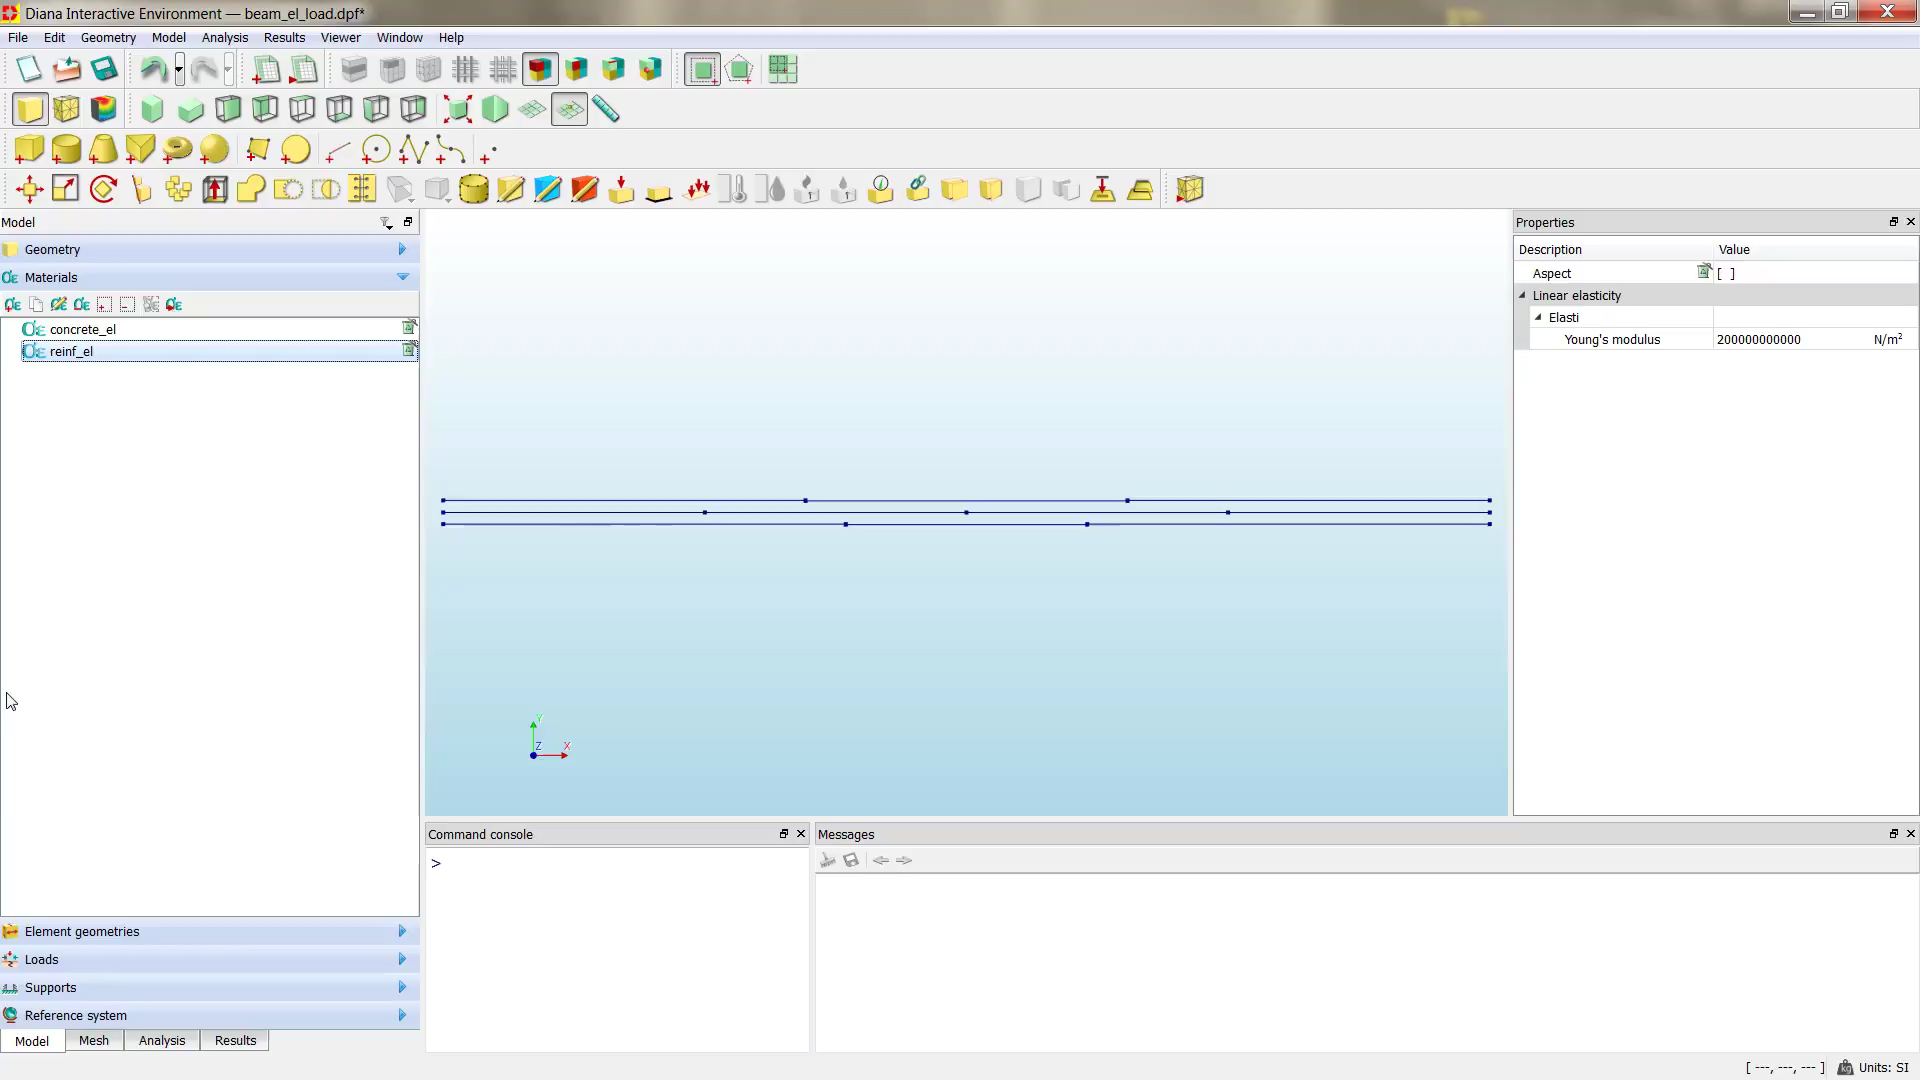 Diana Interactive Environment — beam_el_load.dpf*
File Edit Geometry Model Analysis Results Viewer Window Help
Model
Geometry
Materials
concrete_el
reinf_el
Element geometries
Loads
Supports
Reference system
Model Mesh Analysis Results
Y
Z X
Command console
>
Messages
Properties
Description Value
Aspect [ ]
Linear elasticity
Elasti
Young's modulus 200000000000 N/m²
[ ---, ---, --- ] Units: SI